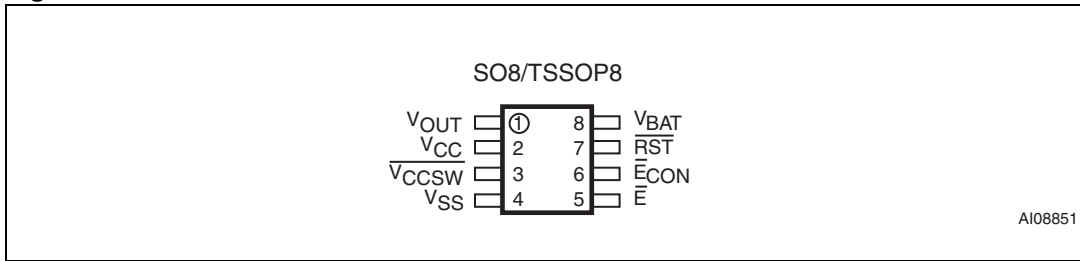 SO8/TSSOP8
VOUT 1 8 VBAT
VCC 2 7 RST
VCCSW 3 6 ECON
VSS 4 5 E
AI08851